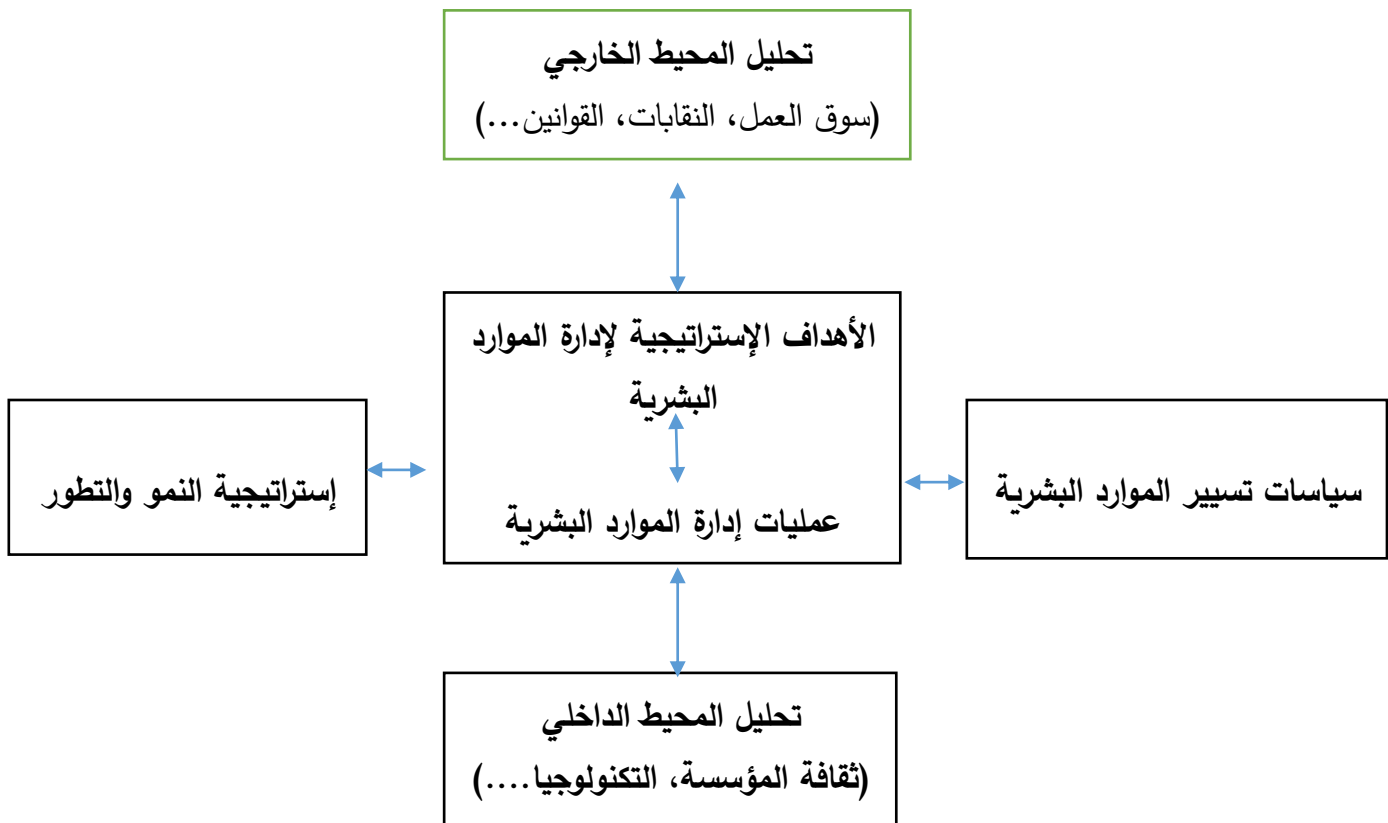 تحليل المحيط الخارجي
(سوق العمل، النقابات، القوانين...)
الأهداف الإستراتيجية لإدارة الموارد
البشرية
عمليات إدارة الموارد البشرية
سياسات تسيير الموارد البشرية
إستراتيجية النمو والتطور
تحليل المحيط الداخلي
(ثقافة المؤسسة، التكنولوجيا....)